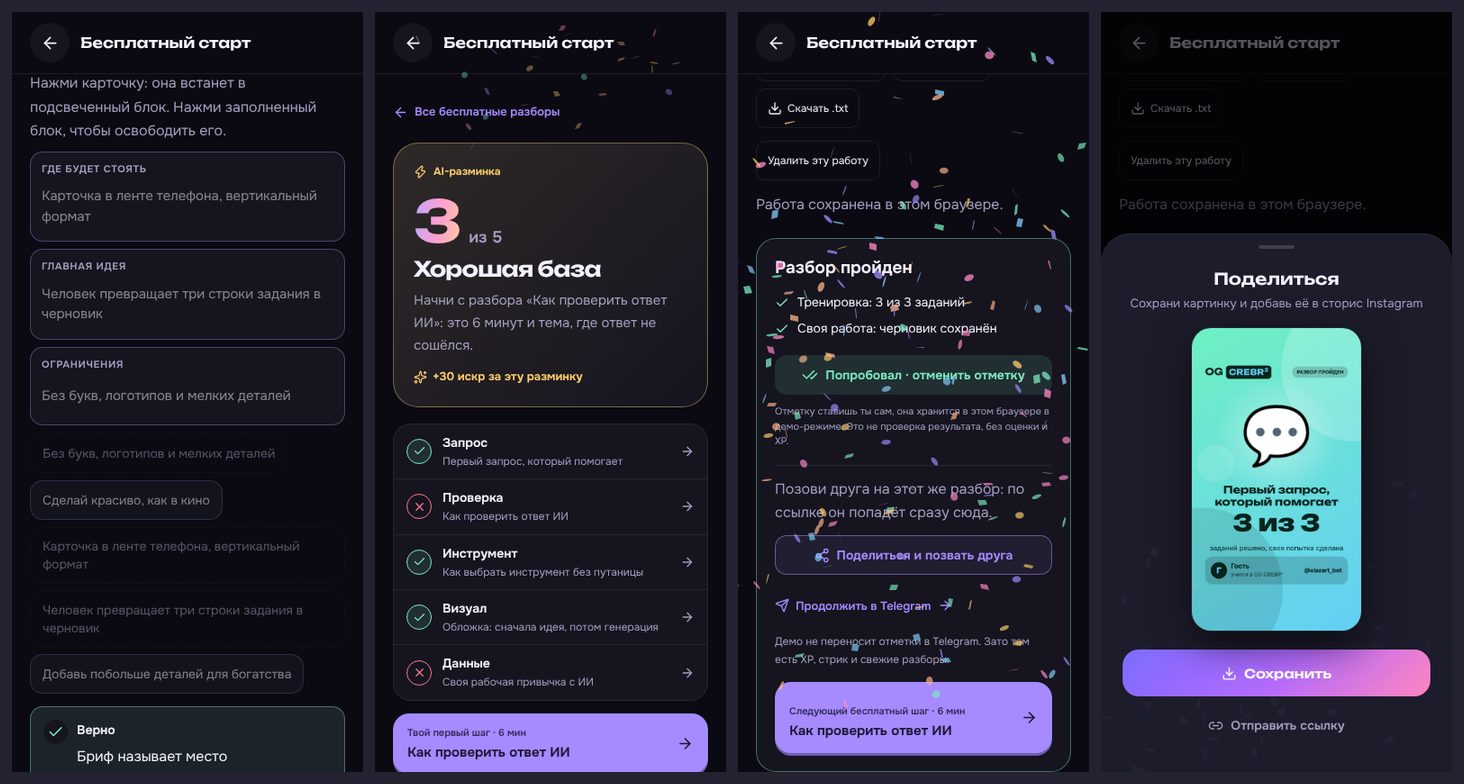 Бесплатный старт
Нажми карточку: она встанет в
подсвеченный блок. Нажми заполненный
блок, чтобы освободить его.
ГДЕ БУДЕТ СТОЯТЬ
Карточка в ленте телефона, вертикальный
формат
ГЛАВНАЯ ИДЕЯ
Человек превращает три строки задания в
черновик
ОГРАНИЧЕНИЯ
Без букв, логотипов и мелких деталей
Без букв, логотипов и мелких деталей
Сделай красиво, как в кино
Карточка в ленте телефона, вертикальный
формат
Человек превращает три строки задания в
черновик
Добавь побольше деталей для богатства
Верно
Бриф называет место
Бесплатный старт
Все бесплатные разборы
AI-разминка
3 из 5
Хорошая база
Начни с разбора «Как проверить ответ
ИИ»: это 6 минут и тема, где ответ не
сошёлся.
+30 искр за эту разминку
Запрос
Первый запрос, который помогает
Проверка
Как проверить ответ ИИ
Инструмент
Как выбрать инструмент без путаницы
Визуал
Обложка: сначала идея, потом генерация
Данные
Своя рабочая привычка с ИИ
Твой первый шаг · 6 мин
Как проверить ответ ИИ
Бесплатный старт
Скачать .txt
Удалить эту работу
Работа сохранена в этом браузере.
Разбор пройден
Тренировка: 3 из 3 заданий
Своя работа: черновик сохранён
Попробовал · отменить отметку
Отметку ставишь ты сам, она хранится в этом браузере в
демо-режиме. Это не проверка результата, без оценки и
XP.
Позови друга на этот же разбор: по
ссылке он попадёт сразу сюда.
Поделиться и позвать друга
Продолжить в Telegram
Демо не переносит отметки в Telegram. Зато там
есть XP, стрик и свежие разборы.
Следующий бесплатный шаг · 6 мин
Как проверить ответ ИИ
Бесплатный старт
Скачать .txt
Удалить эту работу
Работа сохранена в этом браузере.
Поделиться
Сохрани картинку и добавь её в сторис Instagram
OG CREBR²
РАЗБОР ПРОЙДЕН
Первый запрос,
который помогает
3 из 3
заданий решено, своя попытка сделана
Г
Гость
учится в OG CREBR²
@elazart_bot
Сохранить
Отправить ссылку